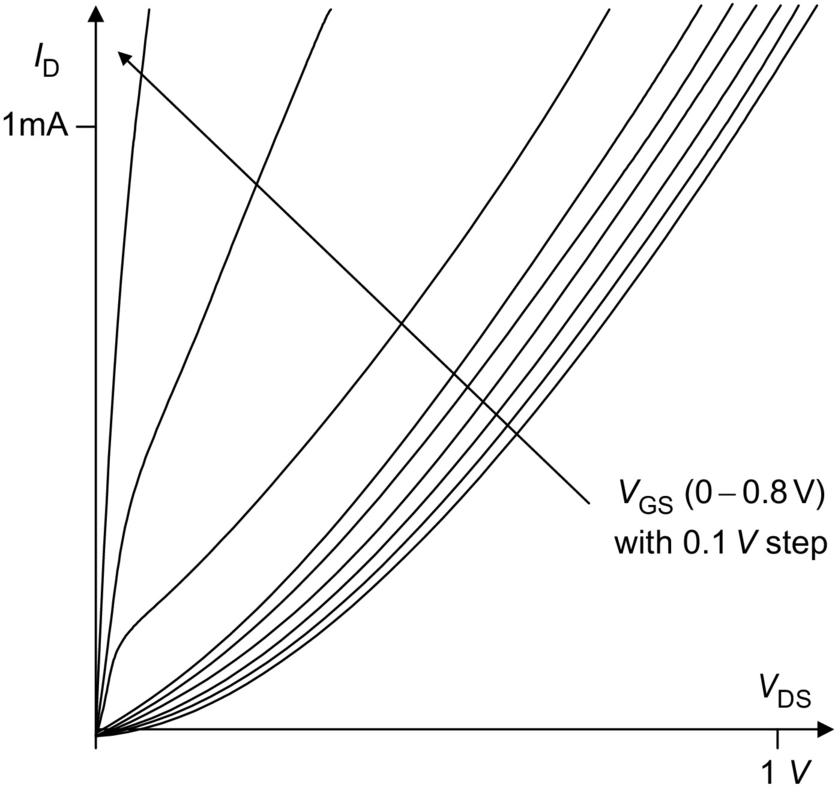 I_D
1mA
V_GS (0–0.8 V)
with 0.1 V step
V_DS
1 V